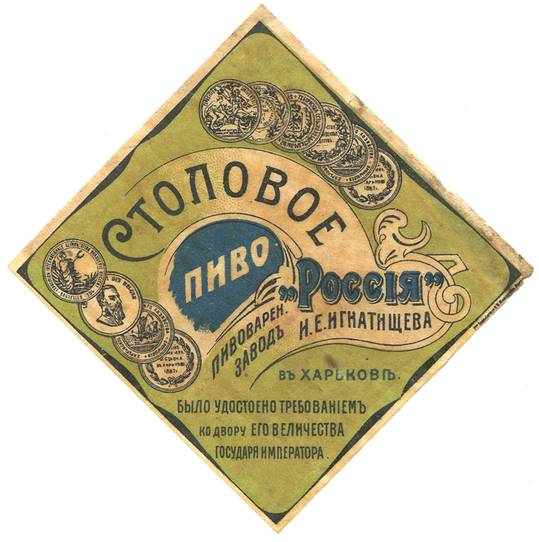 СТОЛОВОЕ
ПИВО
„РОССІЯ”
ПИВОВАРЕН.
ЗАВОДЪ
И.Е.ИГНАТИЩЕВА
ВЪ ХАРЬКОВѢ.
БЫЛО УДОСТОЕНО ТРЕБОВАНІЕМЪ
КО ДВОРУ ЕГО ВЕЛИЧЕСТВА
ГОСУДАРЯ ИМПЕРАТОРА.